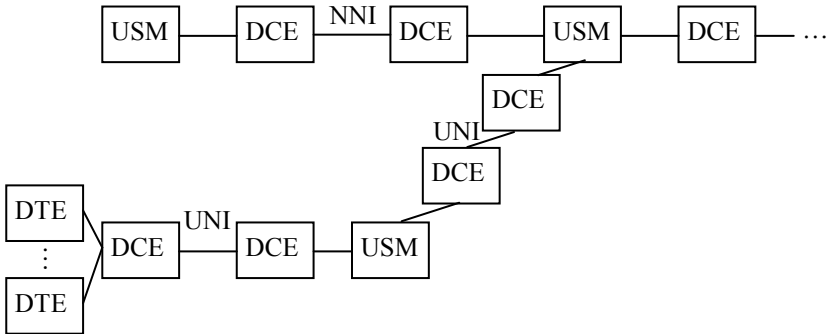 NNI
USM DCE DCE USM DCE …
DCE
UNI
DCE
DTE
UNI
DCE DCE USM
⋮
DTE